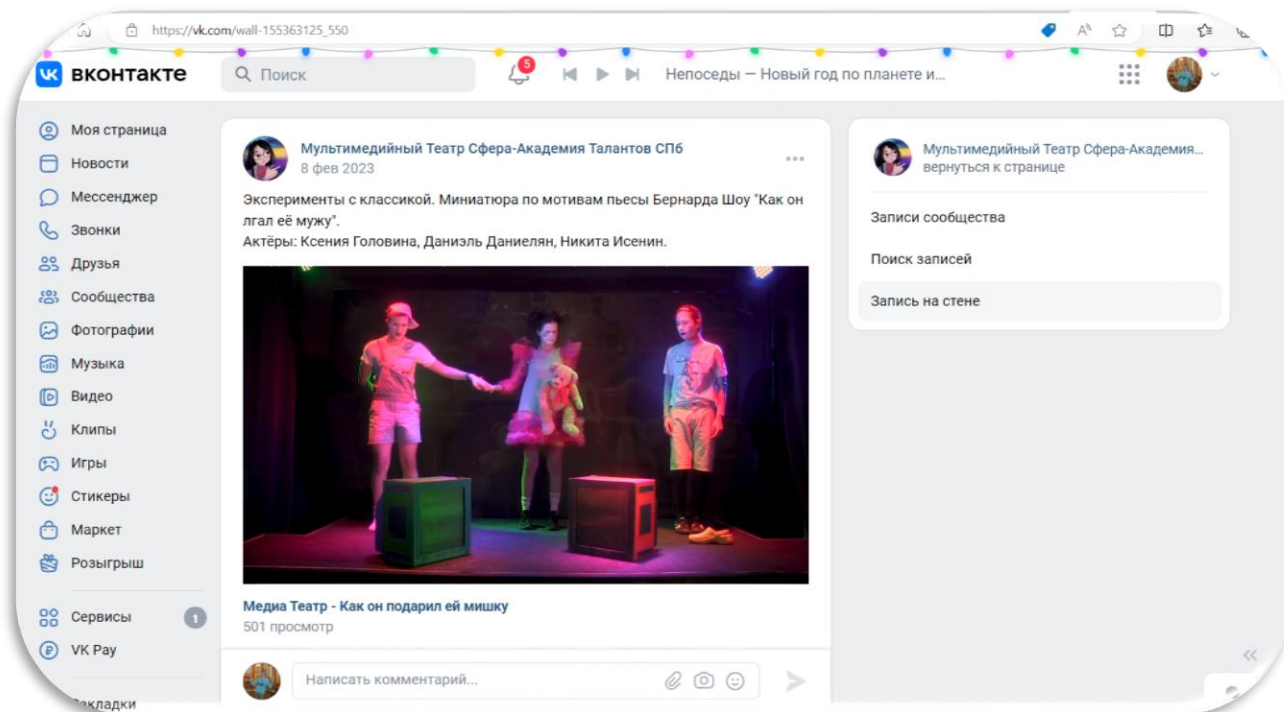 https://vk.com/wall-155363125_550
вконтакте
Поиск
5
Непоседы — Новый год по планете и...
Моя страница
Новости
Мессенджер
Звонки
Друзья
Сообщества
Фотографии
Музыка
Видео
Клипы
Игры
Стикеры
Маркет
Розыгрыш
Сервисы 1
VK Pay
Закладки
Мультимедийный Театр Сфера-Академия Талантов СПб
8 фев 2023
Эксперименты с классикой. Миниатюра по мотивам пьесы Бернарда Шоу "Как он
лгал её мужу".
Актёры: Ксения Головина, Даниэль Даниелян, Никита Исенин.
Медиа Театр - Как он подарил ей мишку
501 просмотр
Написать комментарий...
Мультимедийный Театр Сфера-Академия...
вернуться к странице
Записи сообщества
Поиск записей
Запись на стене